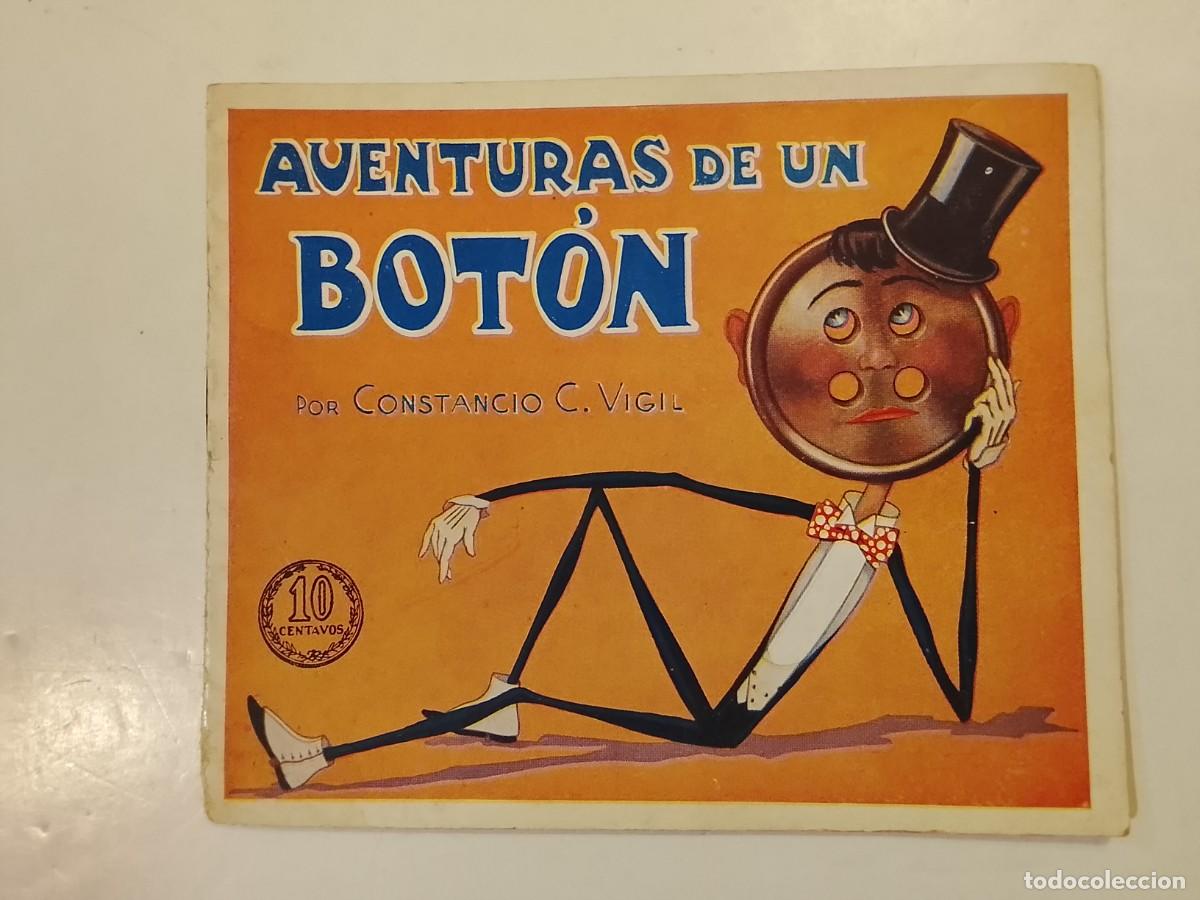 AVENTURAS DE UN
BOTÓN
POR CONSTANCIO C. VIGIL
10
CENTAVOS
todocoleccion